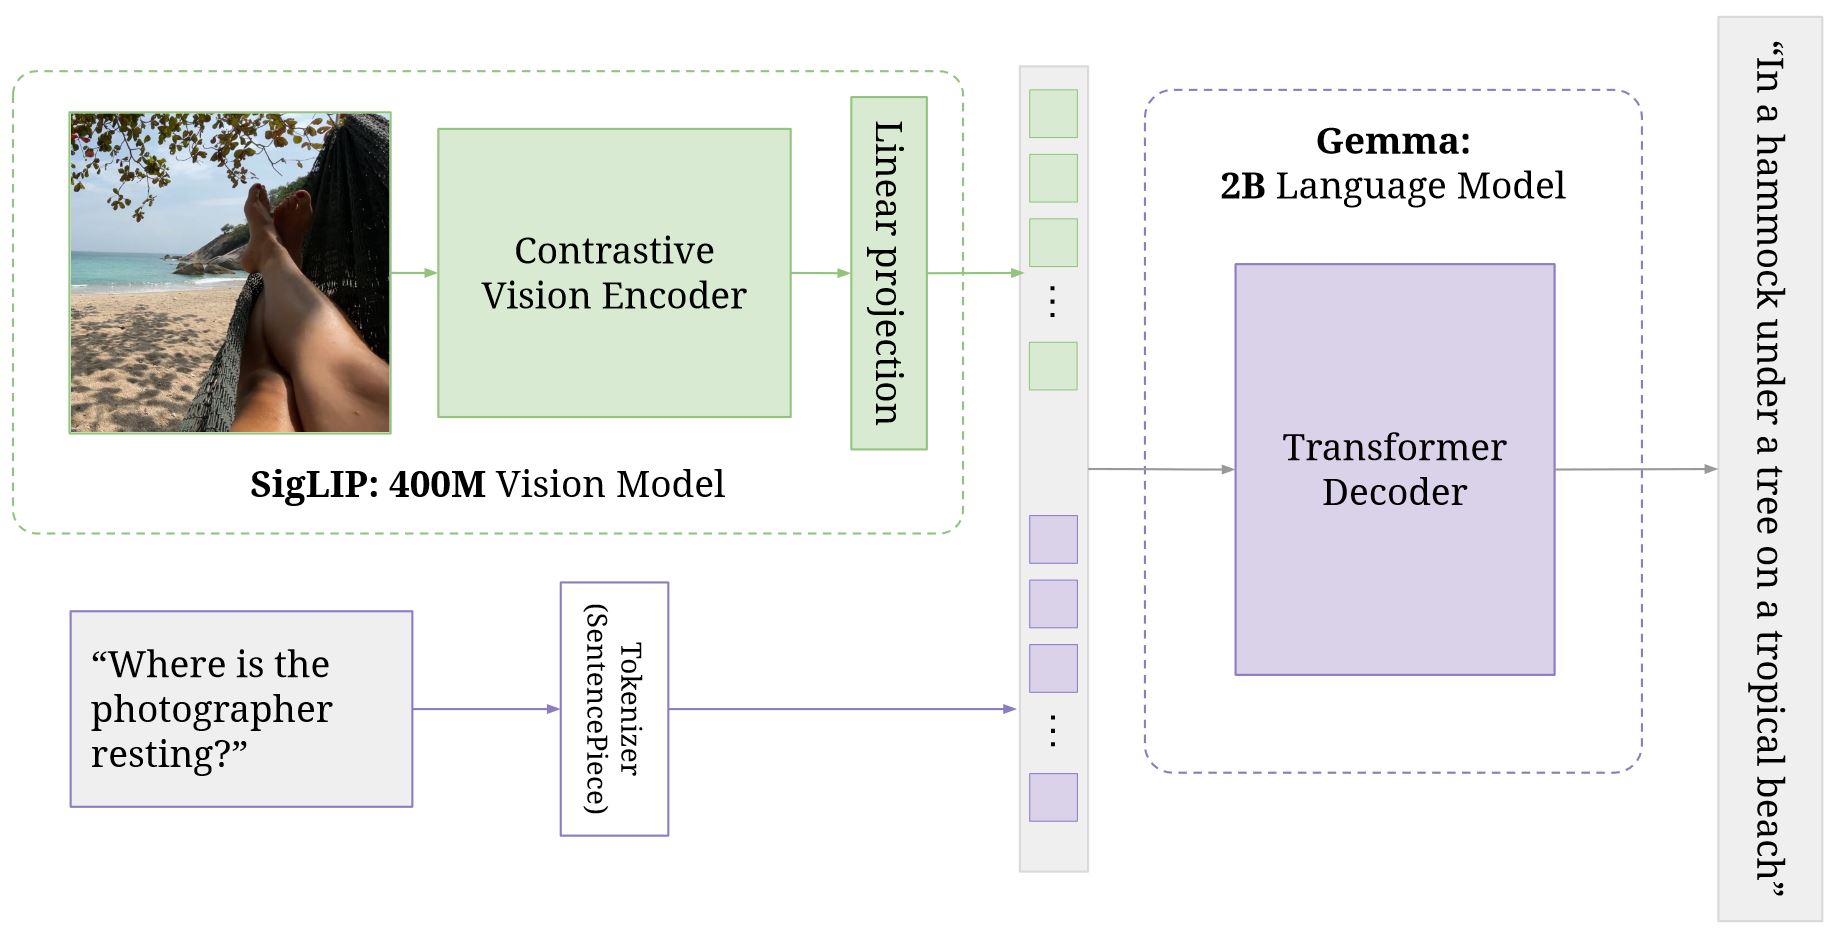 Contrastive
Vision Encoder
Linear projection
SigLIP: 400M Vision Model
“Where is the
photographer
resting?”
Tokenizer
(SentencePiece)
...
...
Gemma:
2B Language Model
Transformer
Decoder
“In a hammock under a tree on a tropical beach”